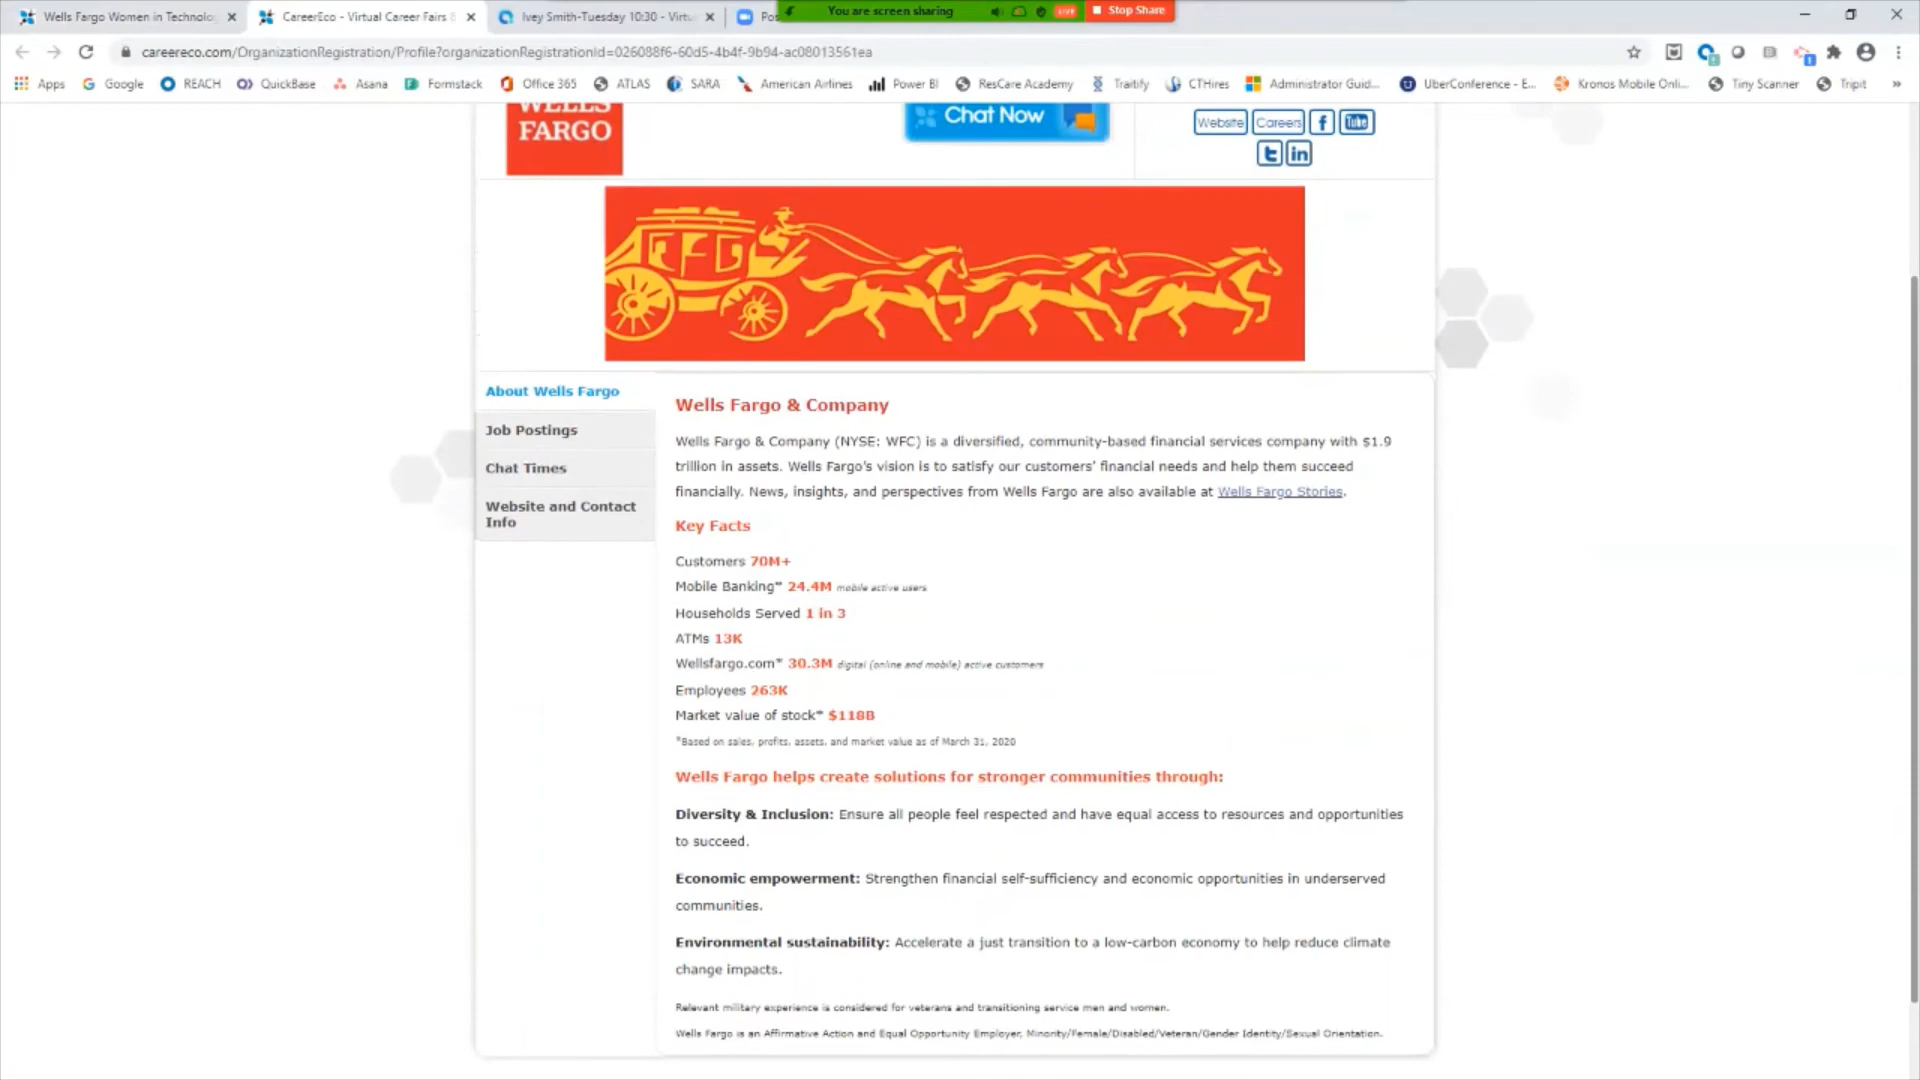 Wells Fargo Women in Technolo
CareerEco - Virtual Career Fairs &
Ivey Smith-Tuesday 10:30 - Virtu
Pos
You are screen sharing
LIVE
Stop Share
careereco.com/OrganizationRegistration/Profile?organizationRegistrationId=026088f6-60d5-4b4f-9b94-ac08013561ea
Apps
Google
REACH
QuickBase
Asana
Formstack
Office 365
ATLAS
SARA
American Airlines
Power BI
ResCare Academy
Traitify
CTHires
Administrator Guid...
UberConference - E...
Kronos Mobile Onli...
Tiny Scanner
Tripit
»
WELLS
FARGO
Chat Now
Website
Careers
f
You Tube
t
in
About Wells Fargo
Job Postings
Chat Times
Website and Contact
Info
Wells Fargo & Company
Wells Fargo & Company (NYSE: WFC) is a diversified, community-based financial services company with $1.9
trillion in assets. Wells Fargo's vision is to satisfy our customers' financial needs and help them succeed
financially. News, insights, and perspectives from Wells Fargo are also available at Wells Fargo Stories.
Key Facts
Customers 70M+
Mobile Banking* 24.4M mobile active users
Households Served 1 in 3
ATMs 13K
Wellsfargo.com* 30.3M digital (online and mobile) active customers
Employees 263K
Market value of stock* $118B
*Based on sales, profits, assets, and market value as of March 31, 2020
Wells Fargo helps create solutions for stronger communities through:
Diversity & Inclusion: Ensure all people feel respected and have equal access to resources and opportunities
to succeed.
Economic empowerment: Strengthen financial self-sufficiency and economic opportunities in underserved
communities.
Environmental sustainability: Accelerate a just transition to a low-carbon economy to help reduce climate
change impacts.
Relevant military experience is considered for veterans and transitioning service men and women.
Wells Fargo is an Affirmative Action and Equal Opportunity Employer, Minority/Female/Disabled/Veteran/Gender Identity/Sexual Orientation.